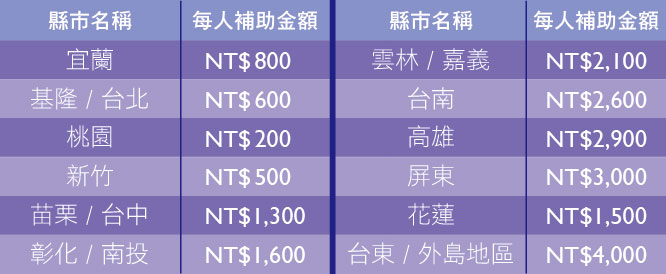 縣市名稱 每人補助金額 縣市名稱 每人補助金額
宜蘭 NT$800 雲林 / 嘉義 NT$2,100
基隆 / 台北 NT$600 台南 NT$2,600
桃園 NT$200 高雄 NT$2,900
新竹 NT$500 屏東 NT$3,000
苗栗 / 台中 NT$1,300 花蓮 NT$1,500
彰化 / 南投 NT$1,600 台東 / 外島地區 NT$4,000